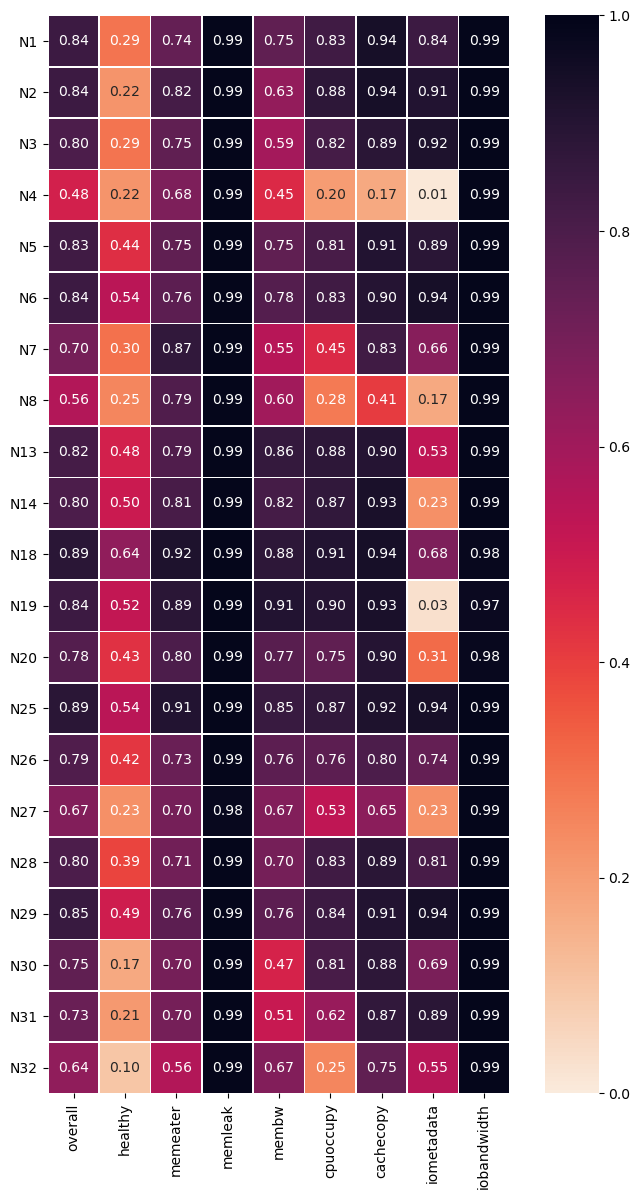 N1 0.84 0.29 0.74 0.99 0.75 0.83 0.94 0.84 0.99
N2 0.84 0.22 0.82 0.99 0.63 0.88 0.94 0.91 0.99
N3 0.80 0.29 0.75 0.99 0.59 0.82 0.89 0.92 0.99
N4 0.48 0.22 0.68 0.99 0.45 0.20 0.17 0.01 0.99
N5 0.83 0.44 0.75 0.99 0.75 0.81 0.91 0.89 0.99
N6 0.84 0.54 0.76 0.99 0.78 0.83 0.90 0.94 0.99
N7 0.70 0.30 0.87 0.99 0.55 0.45 0.83 0.66 0.99
N8 0.56 0.25 0.79 0.99 0.60 0.28 0.41 0.17 0.99
N13 0.82 0.48 0.79 0.99 0.86 0.88 0.90 0.53 0.99
N14 0.80 0.50 0.81 0.99 0.82 0.87 0.93 0.23 0.99
N18 0.89 0.64 0.92 0.99 0.88 0.91 0.94 0.68 0.98
N19 0.84 0.52 0.89 0.99 0.91 0.90 0.93 0.03 0.97
N20 0.78 0.43 0.80 0.99 0.77 0.75 0.90 0.31 0.98
N25 0.89 0.54 0.91 0.99 0.85 0.87 0.92 0.94 0.99
N26 0.79 0.42 0.73 0.99 0.76 0.76 0.80 0.74 0.99
N27 0.67 0.23 0.70 0.98 0.67 0.53 0.65 0.23 0.99
N28 0.80 0.39 0.71 0.99 0.70 0.83 0.89 0.81 0.99
N29 0.85 0.49 0.76 0.99 0.76 0.84 0.91 0.94 0.99
N30 0.75 0.17 0.70 0.99 0.47 0.81 0.88 0.69 0.99
N31 0.73 0.21 0.70 0.99 0.51 0.62 0.87 0.89 0.99
N32 0.64 0.10 0.56 0.99 0.67 0.25 0.75 0.55 0.99
overall healthy memeater memleak membw cpuoccupy cachecopy iometadata iobandwidth
1.0
0.8
0.6
0.4
0.2
0.0